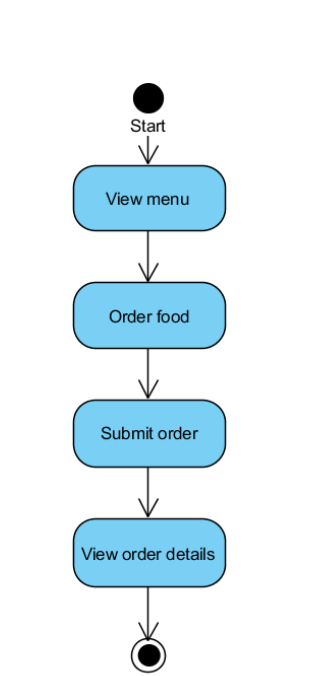 Start
View menu
Order food
Submit order
View order details